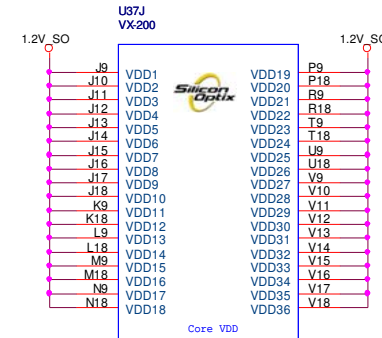 U37J
VX-200
1.2V_SO 1.2V_SO
Silicon
Optix
J9 VDD1 VDD19 P9
J10 VDD2 VDD20 P18
J11 VDD3 VDD21 R9
J12 VDD4 VDD22 R18
J13 VDD5 VDD23 T9
J14 VDD6 VDD24 T18
J15 VDD7 VDD25 U9
J16 VDD8 VDD26 U18
J17 VDD9 VDD27 V9
J18 VDD10 VDD28 V10
K9 VDD11 VDD29 V11
K18 VDD12 VDD30 V12
L9 VDD13 VDD31 V13
L18 VDD14 VDD32 V14
M9 VDD15 VDD33 V15
M18 VDD16 VDD34 V16
N9 VDD17 VDD35 V17
N18 VDD18 VDD36 V18
Core VDD